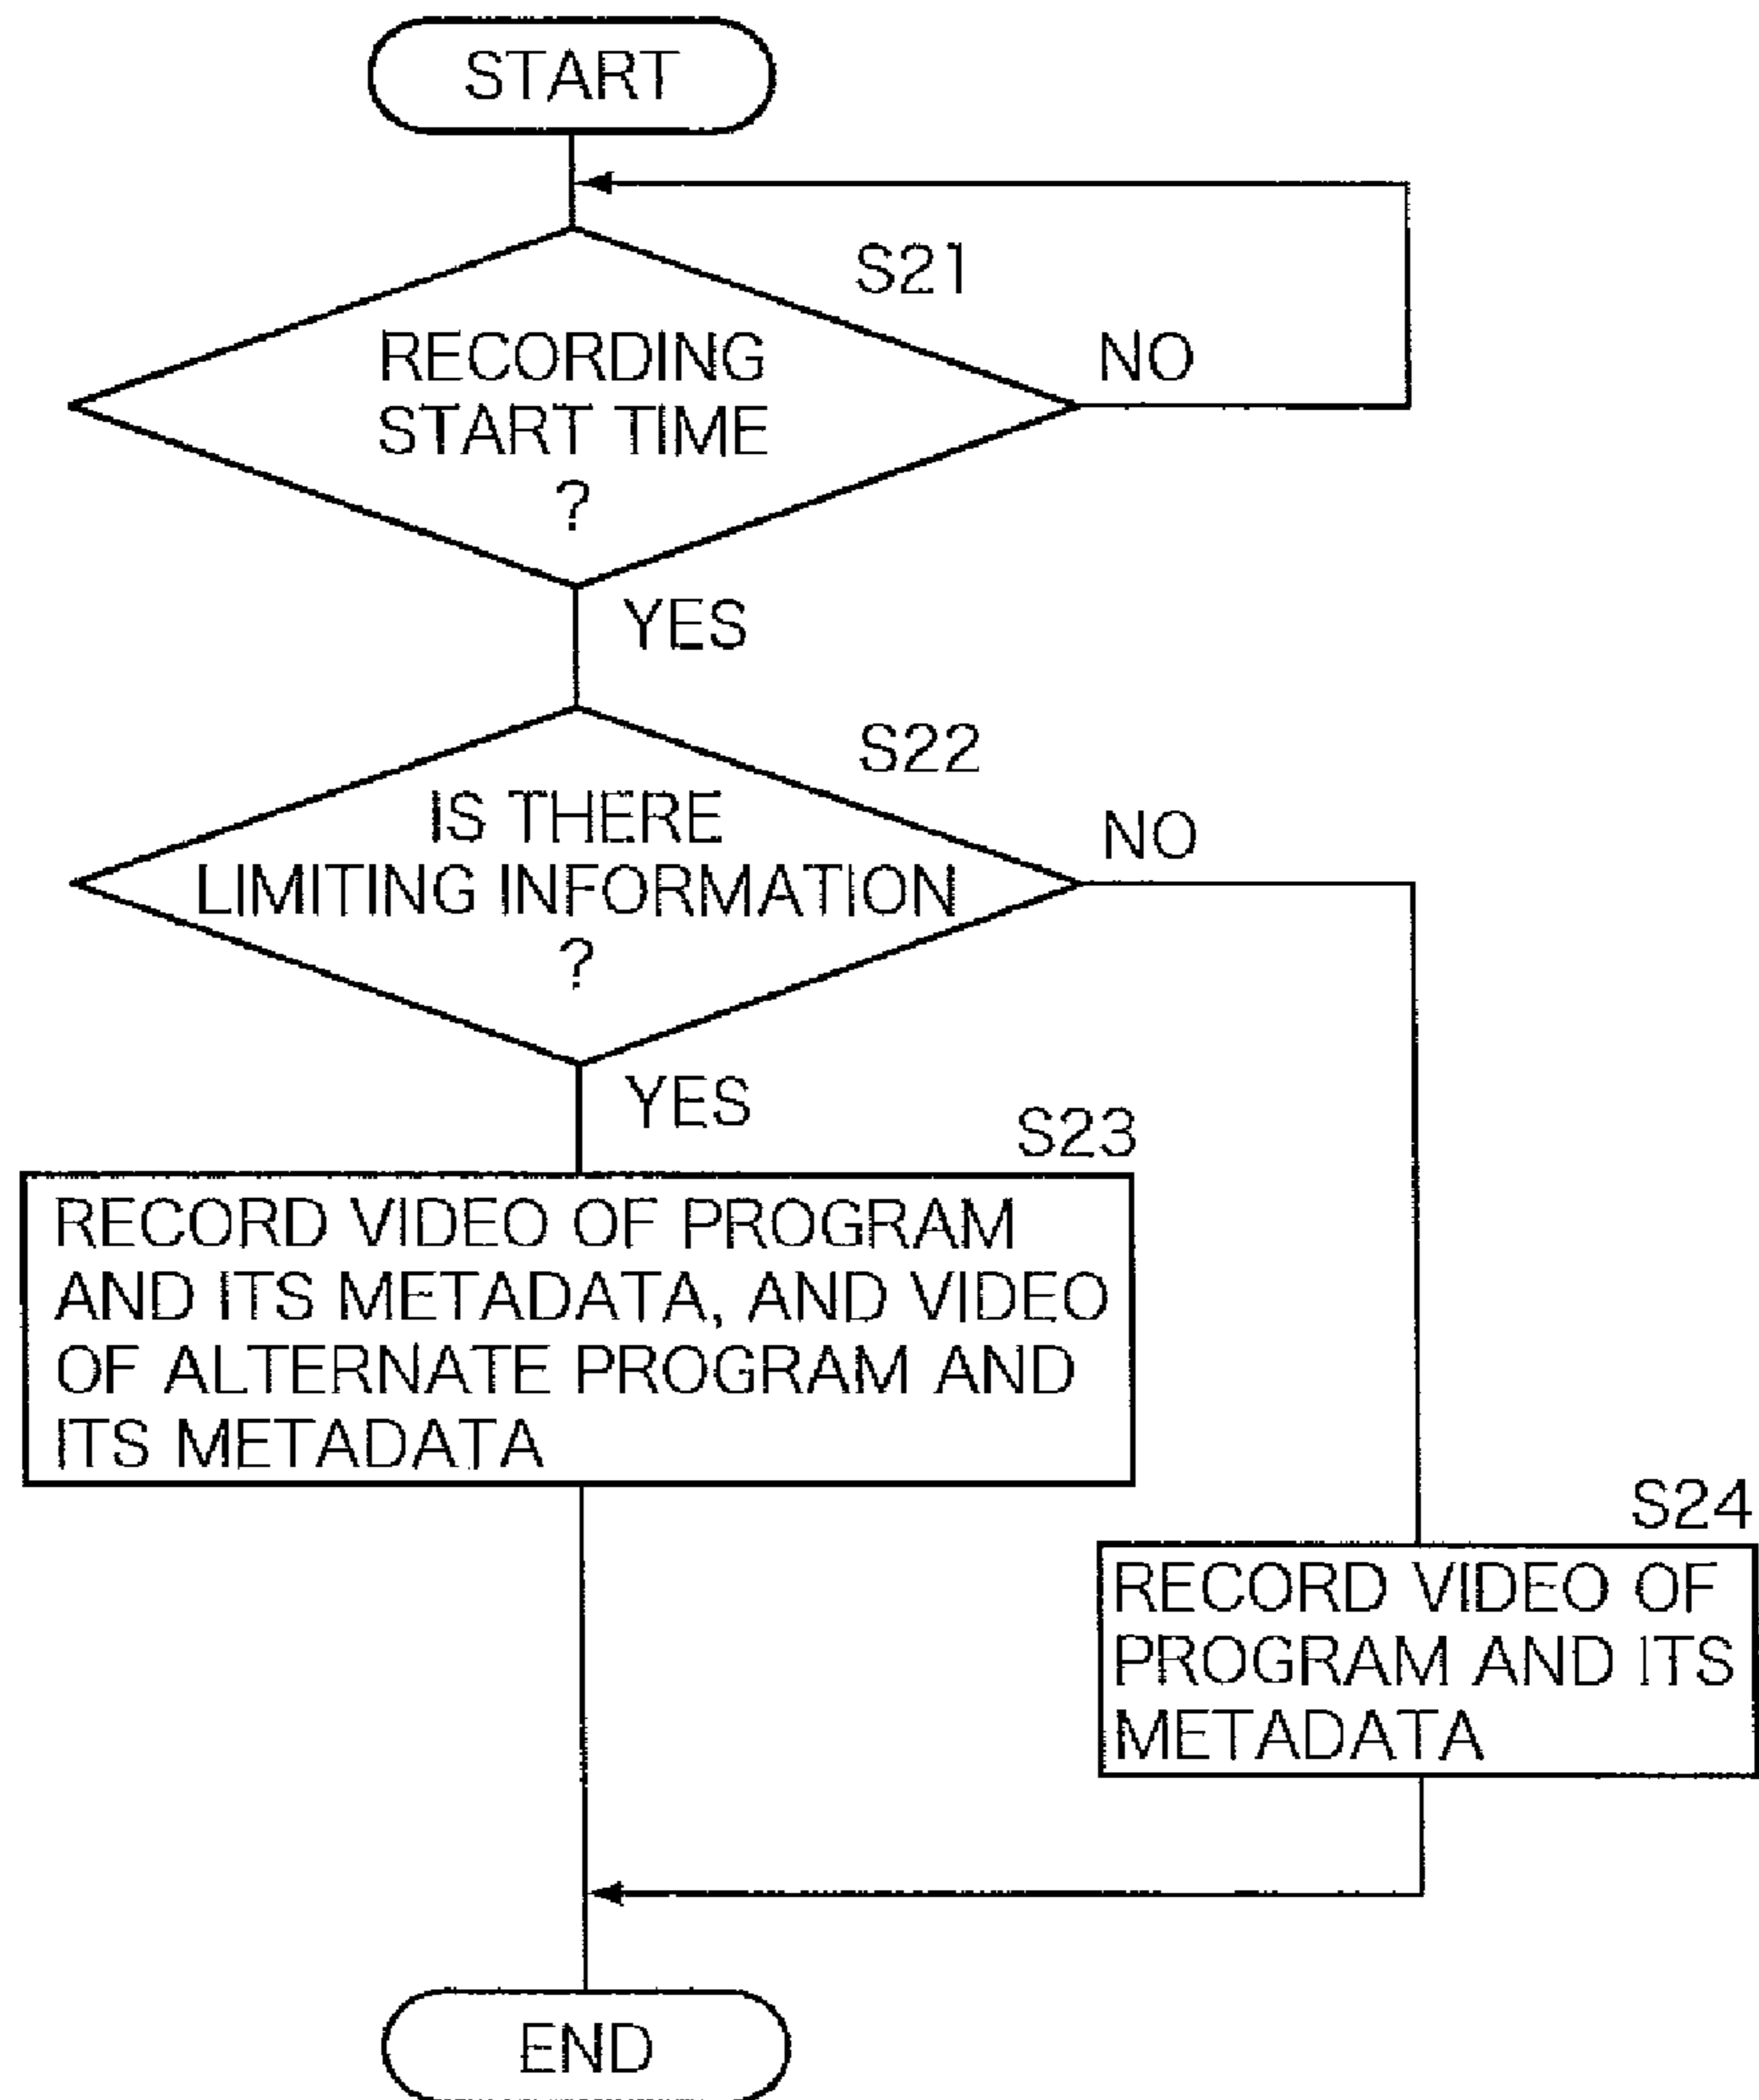 START
S21
RECORDING
START TIME
?
NO
YES
S22
IS THERE
LIMITING INFORMATION
?
NO
YES
S23
RECORD VIDEO OF PROGRAM
AND ITS METADATA, AND VIDEO
OF ALTERNATE PROGRAM AND
ITS METADATA
S24
RECORD VIDEO OF
PROGRAM AND ITS
METADATA
END